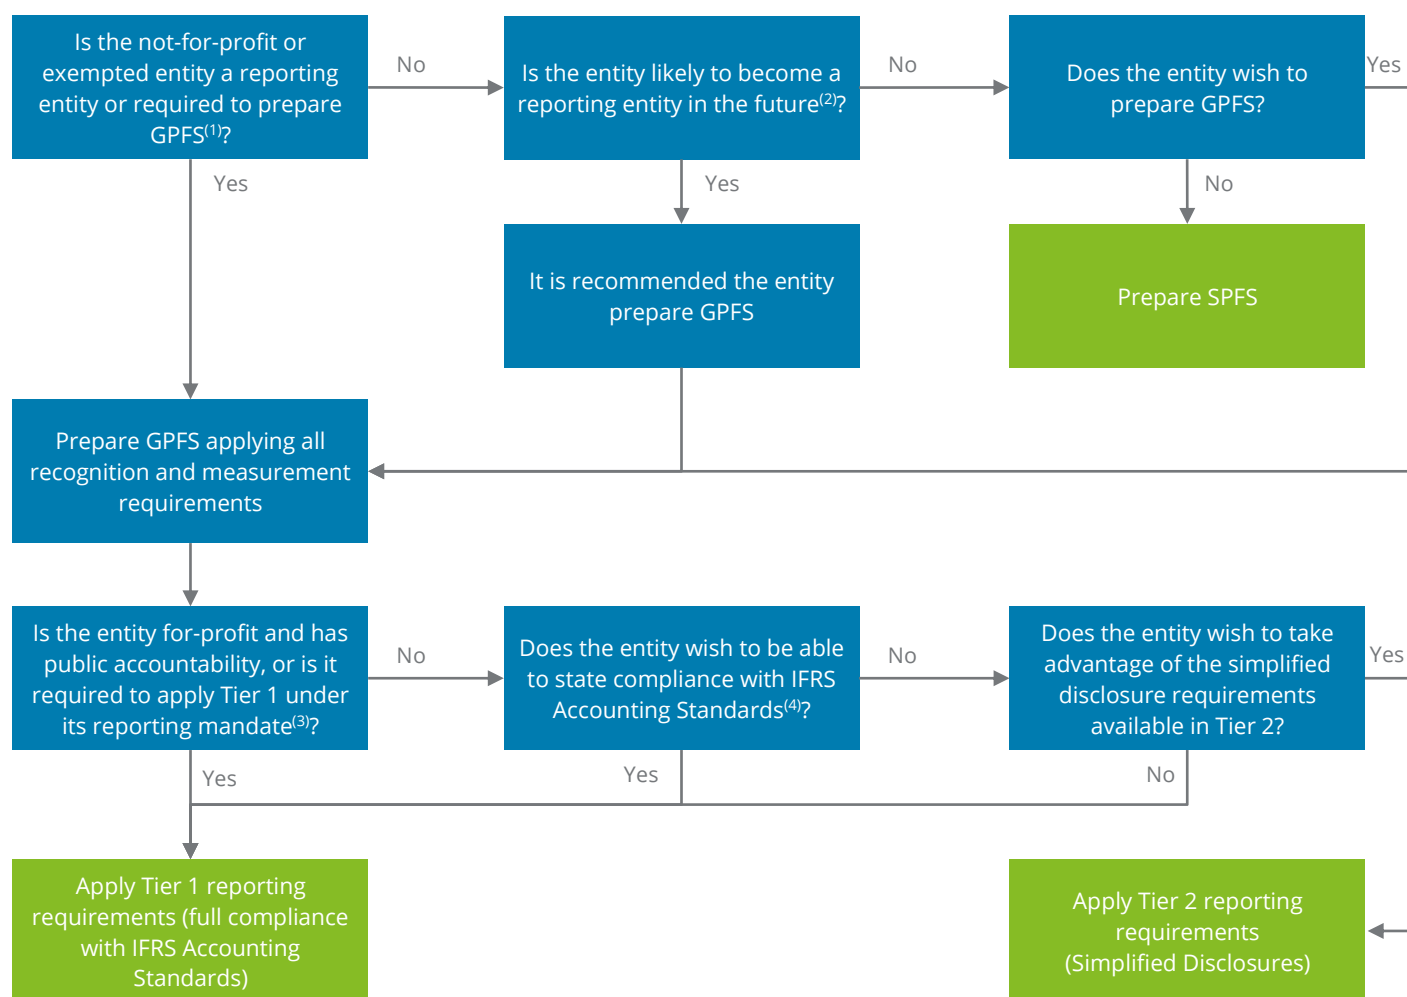 Is the not-for-profit or
exempted entity a reporting
entity or required to prepare
GPFS(1)?
No
Is the entity likely to become a
reporting entity in the future(2)?
No
Does the entity wish to
prepare GPFS?
Yes
Yes
Yes
No
It is recommended the entity
prepare GPFS
Prepare SPFS
Prepare GPFS applying all
recognition and measurement
requirements
Is the entity for-profit and has
public accountability, or is it
required to apply Tier 1 under
its reporting mandate(3)?
No
Does the entity wish to be able
to state compliance with IFRS
Accounting Standards(4)?
No
Does the entity wish to take
advantage of the simplified
disclosure requirements
available in Tier 2?
Yes
Yes
Yes
No
Apply Tier 1 reporting
requirements (full compliance
with IFRS Accounting
Standards)
Apply Tier 2 reporting
requirements
(Simplified Disclosures)